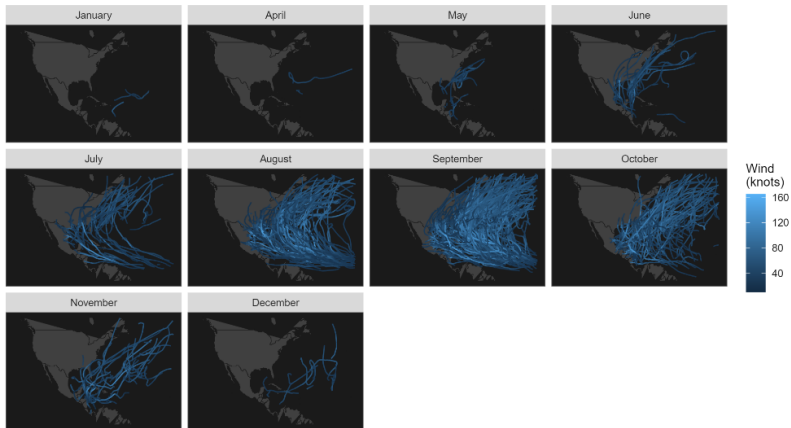 January
April
May
June
July
August
September
October
November
December
Wind
(knots)
160
120
80
40